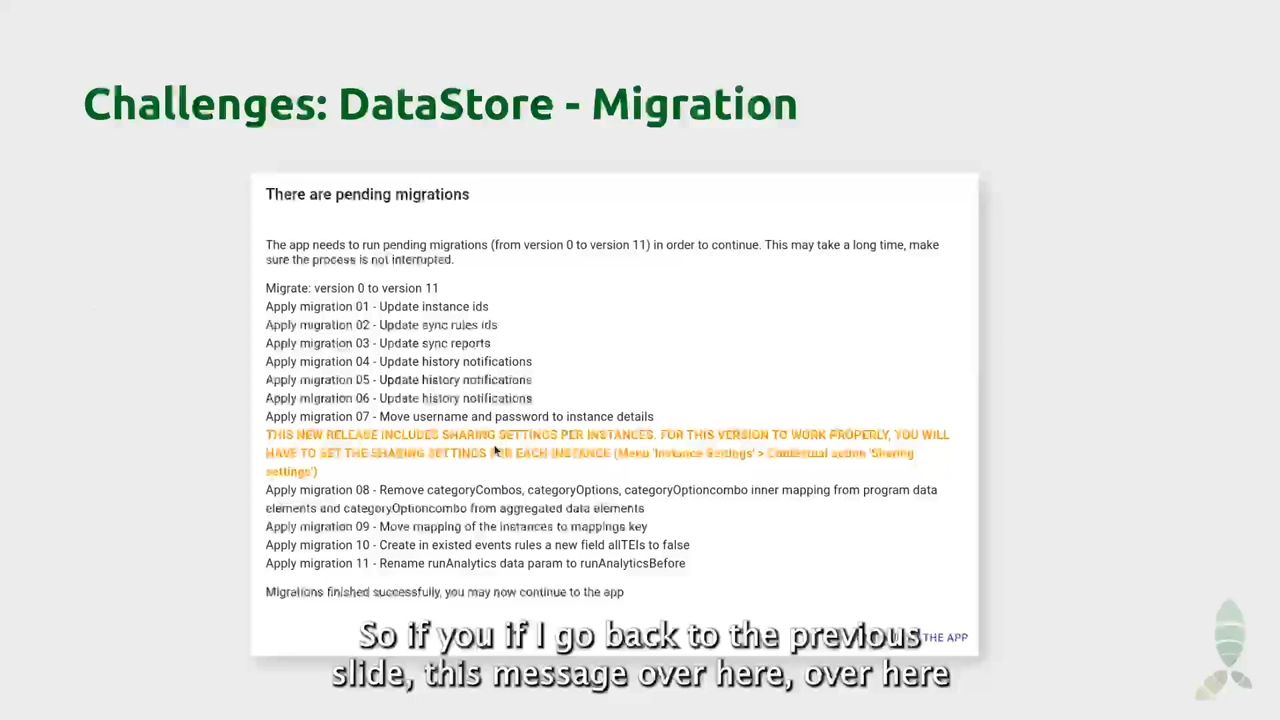 Challenges: DataStore - Migration
There are pending migrations
The app needs to run pending migrations (from version 0 to version 11) in order to continue. This may take a long time, make
sure the process is not interrupted.
Migrate: version 0 to version 11
Apply migration 01 - Update instance ids
Apply migration 02 - Update sync rules ids
Apply migration 03 - Update sync reports
Apply migration 04 - Update history notifications
Apply migration 05 - Update history notifications
Apply migration 06 - Update history notifications
Apply migration 07 - Move username and password to instance details
THIS NEW RELEASE INCLUDES SHARING SETTINGS PER INSTANCES. FOR THIS VERSION TO WORK PROPERLY, YOU WILL
HAVE TO SET THE SHARING SETTINGS FOR EACH INSTANCE (Menu 'Instance Settings' > Contextual action 'Sharing
settings')
Apply migration 08 - Remove categoryCombos, categoryOptions, categoryOptioncombo inner mapping from program data
elements and categoryOptioncombo from aggregated data elements
Apply migration 09 - Move mapping of the instances to mappings key
Apply migration 10 - Create in existed events rules a new field allTEIs to false
Apply migration 11 - Rename runAnalytics data param to runAnalyticsBefore
Migrations finished successfully, you may now continue to the app
THE APP
So if you if I go back to the previous
slide, this message over here, over here